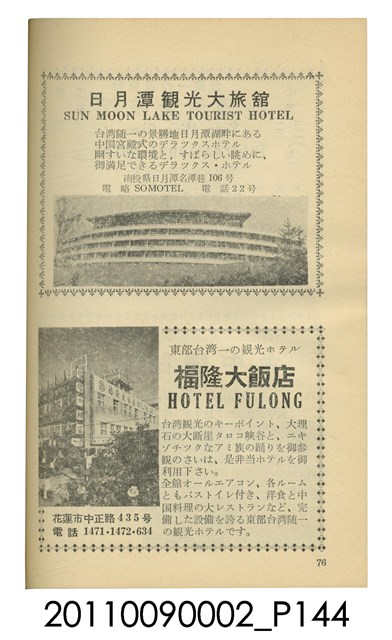 日月潭観光大旅館
SUN MOON LAKE TOURIST HOTEL
台湾随一の景勝地日月潭湖畔にある
中国宮殿式のデラックスホテル
閑すいな環境と、すばらしい眺めに、
御満足できるデラックス・ホテル
南投県日月潭名潭巷106号
電略 SOMOTEL 電話22号
東部台湾一の観光ホテル
福隆大飯店
HOTEL FULONG
台湾観光のキーポイント、大理
石の大断崖タロコ峡谷と、エキ
ゾチックなアミ族の踊りを御参
観のさいは、是非当ホテルを御
利用下さい。
全館オールエアコン、各ルーム
ともバストイレ付き、洋食と中
国料理の大レストランなど、完
備した設備を誇る東部台湾随一
の観光ホテルです。
花蓮市中正路435号
電話 1471・1472・634
76
20110090002_P144